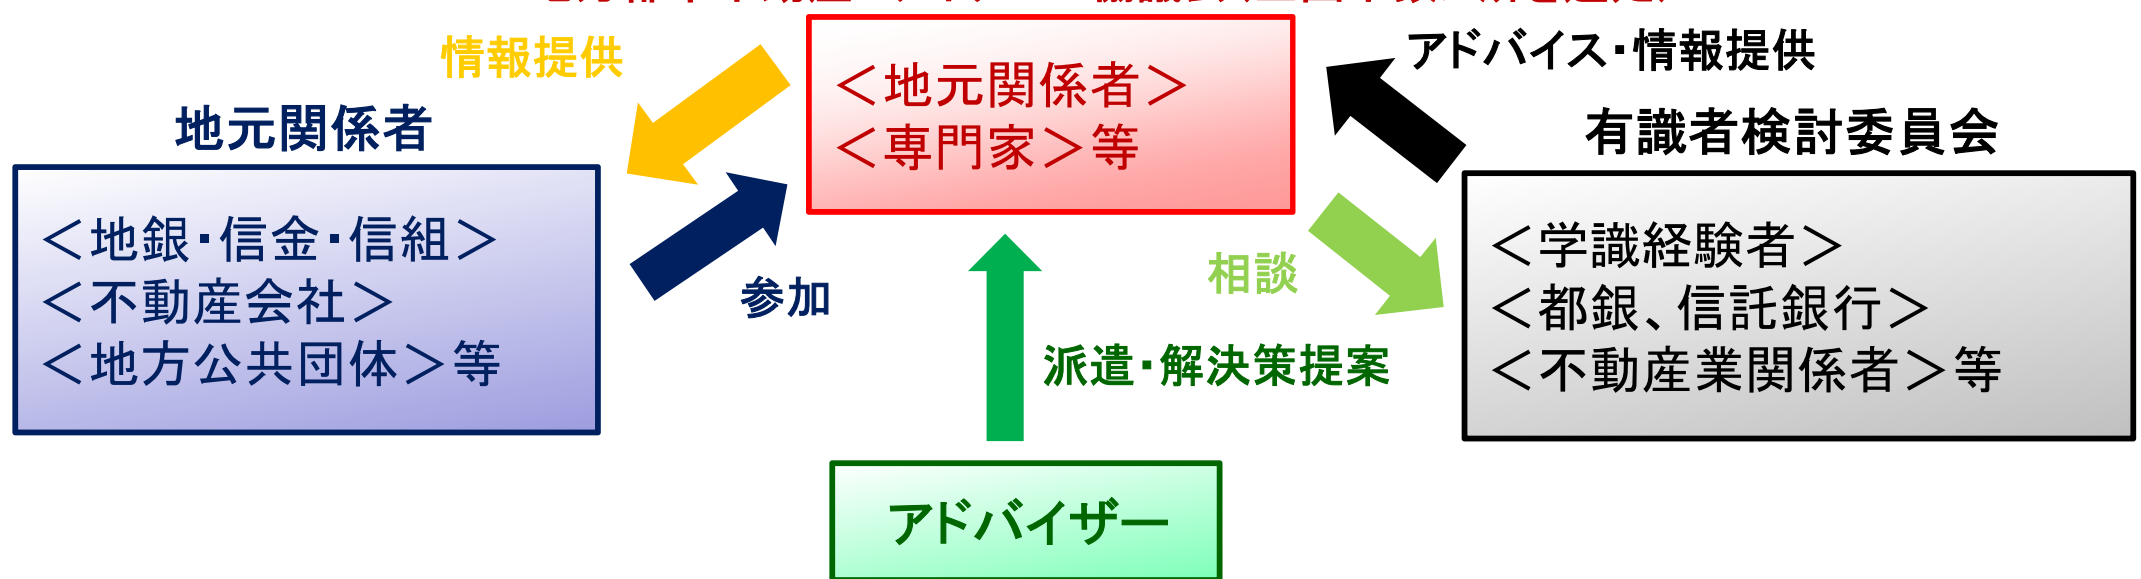 情報提供
<地元関係者>
<専門家>等
アドバイス・情報提供
地元関係者
有識者検討委員会
<地銀・信金・信組>
<不動産会社>
<地方公共団体>等
参加
相談
<学識経験者>
<都銀、信託銀行>
<不動産業関係者>等
派遣・解決策提案
アドバイザー